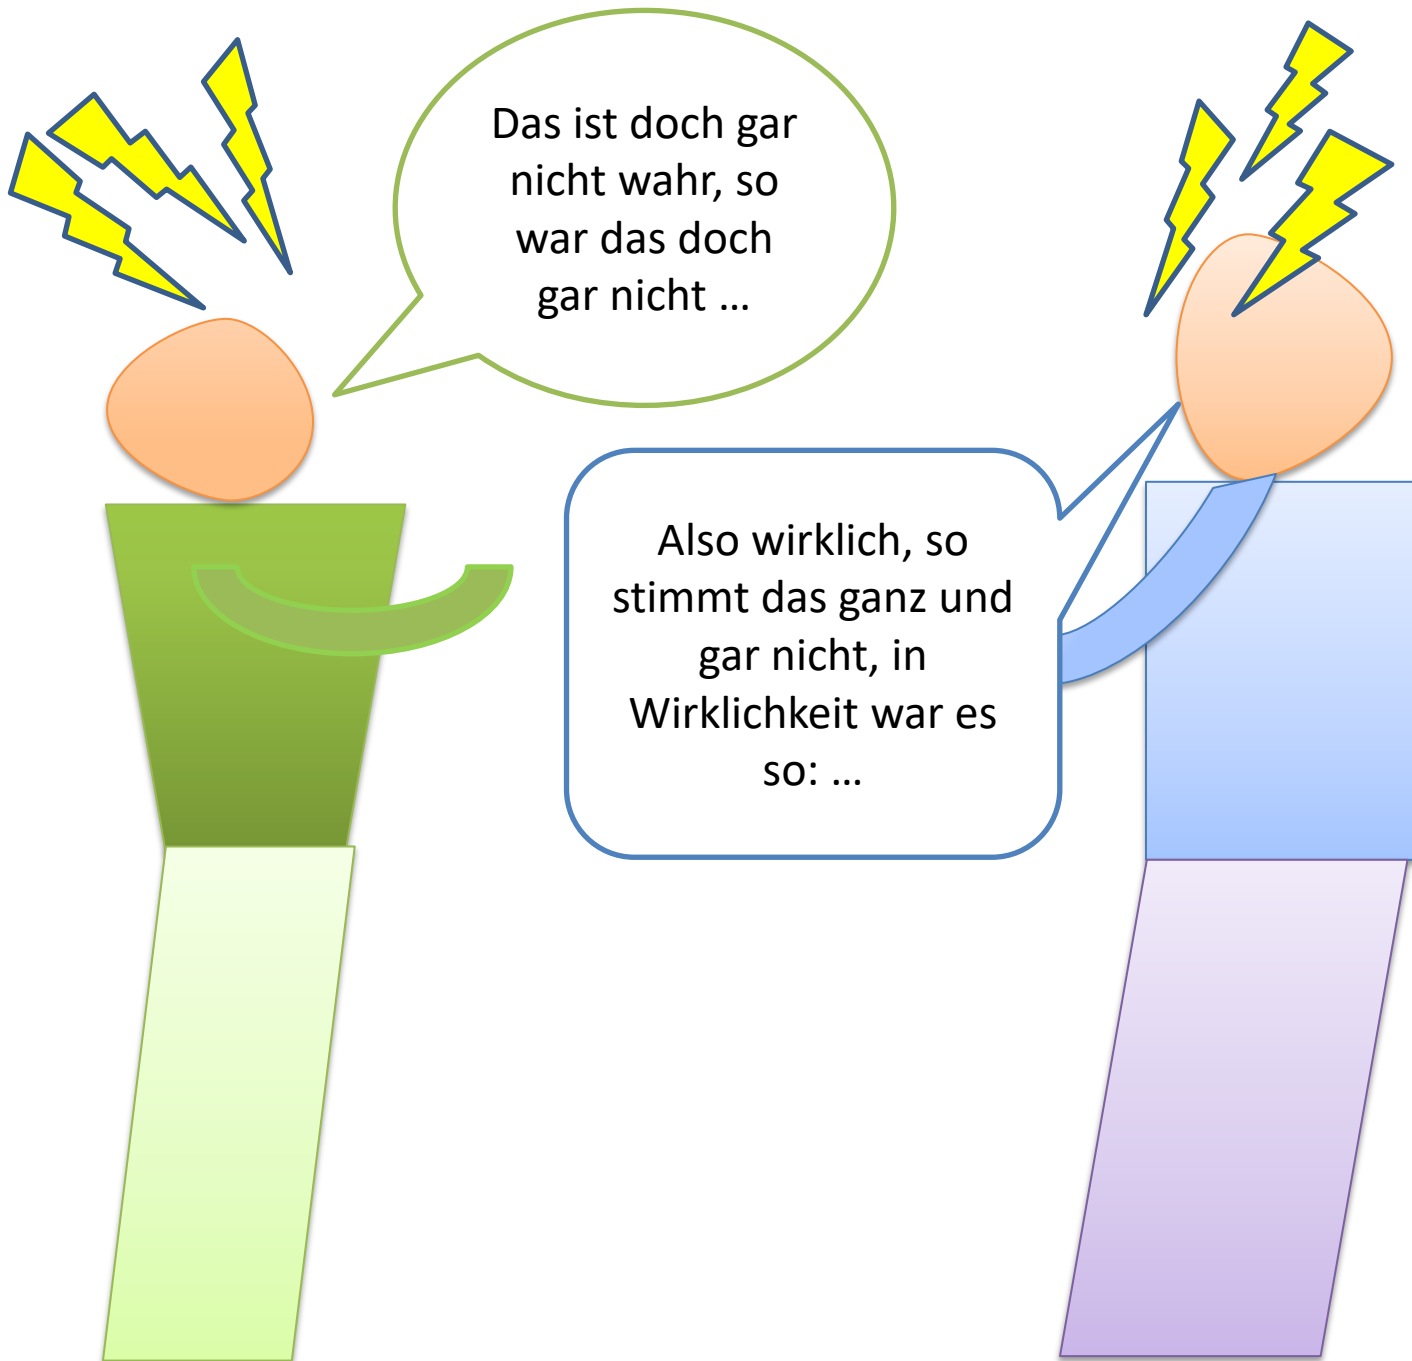 Das ist doch gar
nicht wahr, so
war das doch
gar nicht …
Also wirklich, so
stimmt das ganz und
gar nicht, in
Wirklichkeit war es
so: …